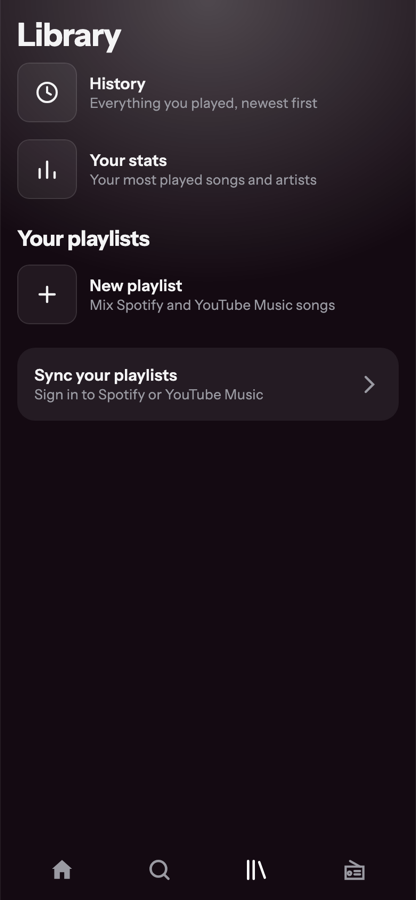 Library
History
Everything you played, newest first
Your stats
Your most played songs and artists
Your playlists
New playlist
Mix Spotify and YouTube Music songs
Sync your playlists
Sign in to Spotify or YouTube Music